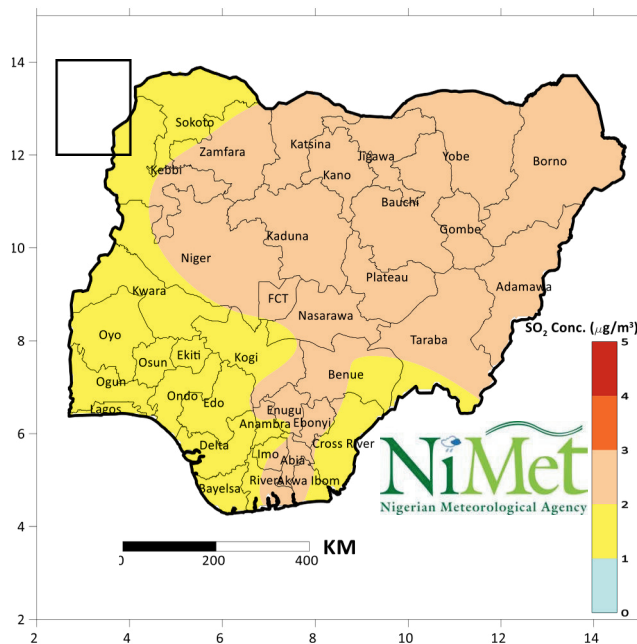 14
12
10
8
6
4
2
2
4
6
8
10
12
14
Sokoto
Zamfara
Katsina
Jigawa
Yobe
Borno
Kebbi
Kano
Bauchi
Gombe
Kaduna
Niger
Plateau
Adamawa
FCT
Nasarawa
Kwara
Taraba
Oyo
Osun
Ekiti
Kogi
Benue
Ogun
Ondo
Edo
Enugu
Lagos
Anambra
Ebonyi
Delta
Imo
Abia
Cross River
Bayelsa
Rivers
Akwa Ibom
SO₂ Conc. (µg/m³)
5
4
3
2
1
0
NiMet
Nigerian Meteorological Agency
0 200 400 KM